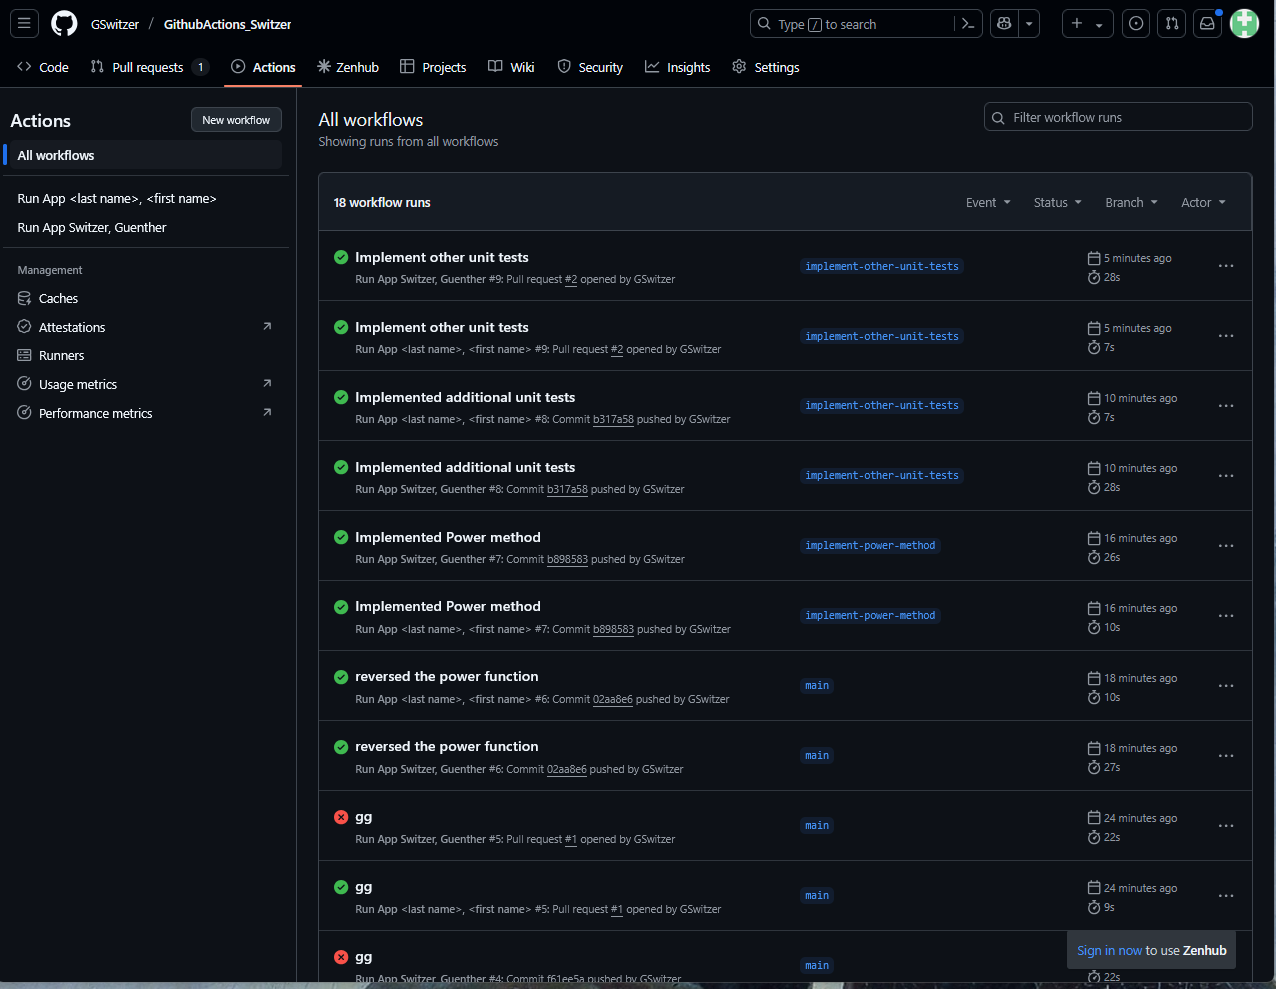 GSwitzer / GithubActions_Switzer
Type / to search
Code
Pull requests 1
Actions
Zenhub
Projects
Wiki
Security
Insights
Settings
Actions
New workflow
All workflows
Run App <last name>, <first name>
Run App Switzer, Guenther
Management
Caches
Attestations
Runners
Usage metrics
Performance metrics
All workflows
Showing runs from all workflows
Filter workflow runs
18 workflow runs
Event
Status
Branch
Actor
Implement other unit tests
Run App Switzer, Guenther #9: Pull request #2 opened by GSwitzer
implement-other-unit-tests
5 minutes ago
28s
Implement other unit tests
Run App <last name>, <first name> #9: Pull request #2 opened by GSwitzer
implement-other-unit-tests
5 minutes ago
7s
Implemented additional unit tests
Run App <last name>, <first name> #8: Commit b317a58 pushed by GSwitzer
implement-other-unit-tests
10 minutes ago
7s
Implemented additional unit tests
Run App Switzer, Guenther #8: Commit b317a58 pushed by GSwitzer
implement-other-unit-tests
10 minutes ago
28s
Implemented Power method
Run App Switzer, Guenther #7: Commit b898583 pushed by GSwitzer
implement-power-method
16 minutes ago
26s
Implemented Power method
Run App <last name>, <first name> #7: Commit b898583 pushed by GSwitzer
implement-power-method
16 minutes ago
10s
reversed the power function
Run App <last name>, <first name> #6: Commit 02aa8e6 pushed by GSwitzer
main
18 minutes ago
10s
reversed the power function
Run App Switzer, Guenther #6: Commit 02aa8e6 pushed by GSwitzer
main
18 minutes ago
27s
gg
Run App Switzer, Guenther #5: Pull request #1 opened by GSwitzer
main
24 minutes ago
22s
gg
Run App <last name>, <first name> #5: Pull request #1 opened by GSwitzer
main
24 minutes ago
9s
gg
Run App Switzer, Guenther #4: Commit f61ee5a pushed by GSwitzer
main
22s
Sign in now to use Zenhub